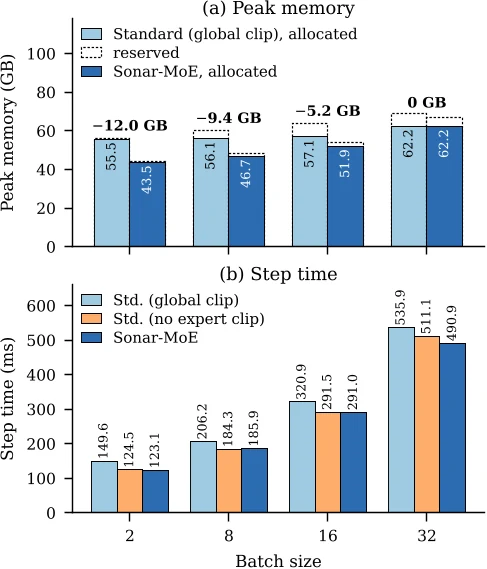 (a) Peak memory
Peak memory (GB)
100
80
60
40
20
0
Standard (global clip), allocated
reserved
Sonar-MoE, allocated
−12.0 GB
−9.4 GB
−5.2 GB
0 GB
55.5
43.5
56.1
46.7
57.1
51.9
62.2
62.2
(b) Step time
Step time (ms)
600
500
400
300
200
100
0
Std. (global clip)
Std. (no expert clip)
Sonar-MoE
149.6
124.5
123.1
206.2
184.3
185.9
320.9
291.5
291.0
535.9
511.1
490.9
2
8
16
32
Batch size